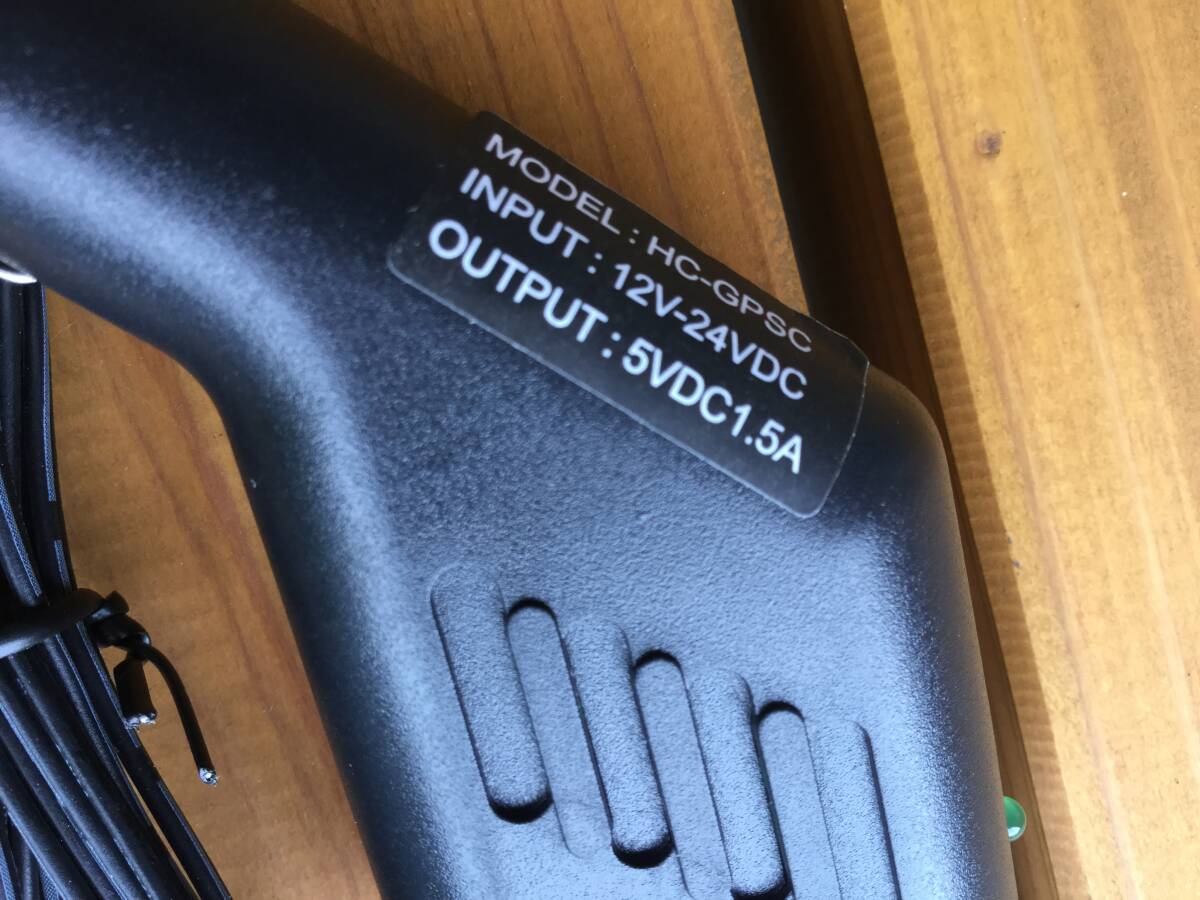 MODEL : HC-GPSC
INPUT : 12V-24VDC
OUTPUT : 5VDC1.5A